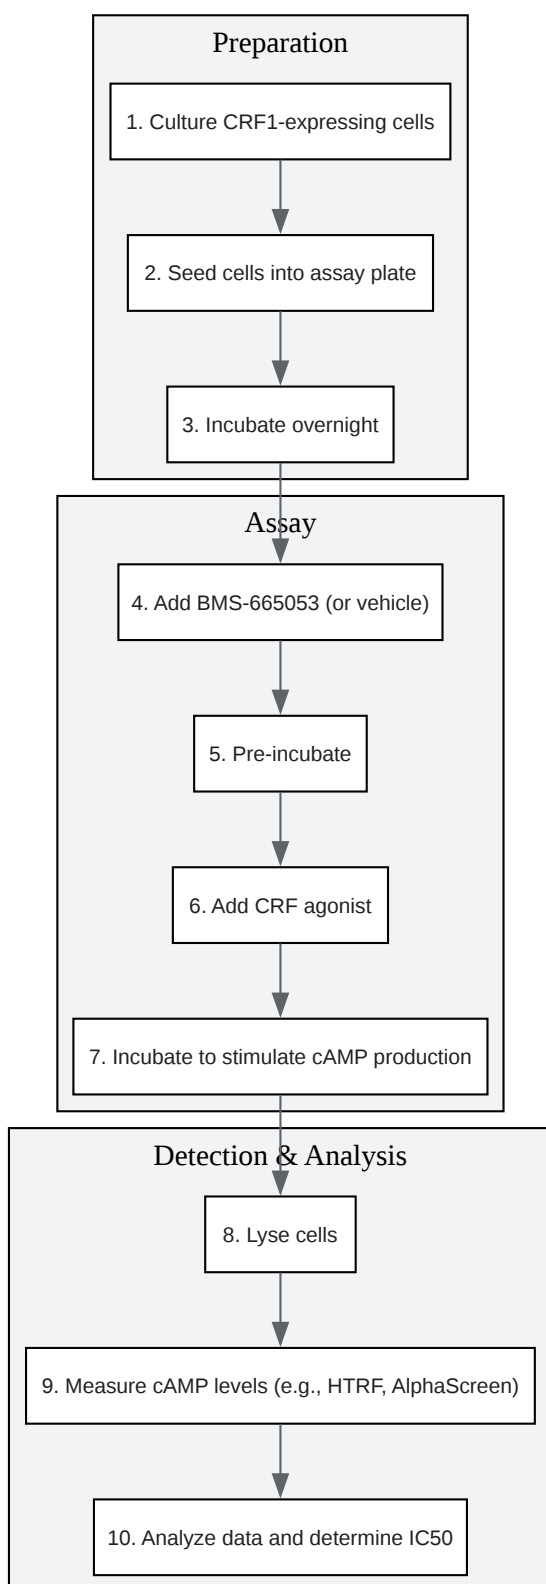 Preparation
1. Culture CRF1-expressing cells
2. Seed cells into assay plate
3. Incubate overnight
Assay
4. Add BMS-665053 (or vehicle)
5. Pre-incubate
6. Add CRF agonist
7. Incubate to stimulate cAMP production
Detection & Analysis
8. Lyse cells
9. Measure cAMP levels (e.g., HTRF, AlphaScreen)
10. Analyze data and determine IC50